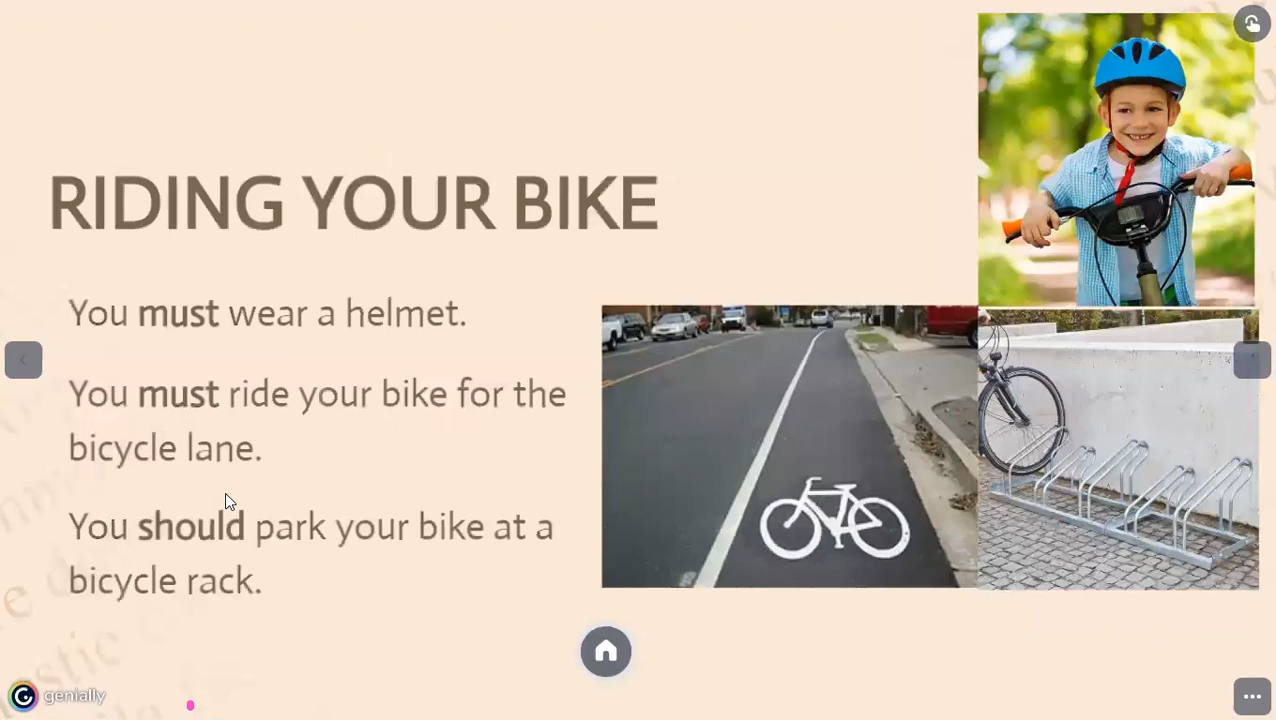 RIDING YOUR BIKE
You must wear a helmet.
You must ride your bike for the
bicycle lane.
You should park your bike at a
bicycle rack.
genially